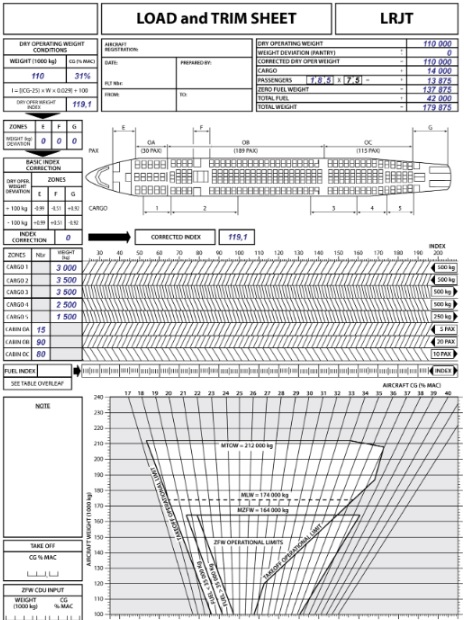 LOAD and TRIM SHEET LRJT
DRY OPERATING WEIGHT CONDITIONS
WEIGHT (1000 kg) CG (% MAC)
110 31%
I = [(CG-25) x W x 0.029] + 100
DRY OPER WEIGHT INDEX 119,1
AIRCRAFT REGISTRATION:
DATE: PREPARED BY:
FLT Nbr:
FROM: TO:
DRY OPERATING WEIGHT 110 000
WEIGHT DEVIATION (PANTRY) 0
CORRECTED DRY OPER WEIGHT = 110 000
CARGO + 14 000
PASSENGERS 1,8,5 x 7,5 = 13 875
ZERO FUEL WEIGHT 137 875
TOTAL FUEL + 42 000
TOTAL WEIGHT 179 875
ZONES E F G
WEIGHT (kg) DEVIATION 0 0 0
BASIC INDEX CORRECTION
DRY OPER. WEIGHT DEVIATION ZONES
E F G
+ 100 kg -0.99 -0.51 +0.92
- 100 kg +0.99 +0.51 -0.92
INDEX CORRECTION 0
E F G
OA (30 PAX) OB (189 PAX) OC (115 PAX)
PAX
CARGO
1 2 3 4 5
CORRECTED INDEX 119,1
ZONES Nbr WEIGHT (kg)
30 40 50 60 70 80 90 100 110 120 130 140 150 160 170 180 190 200
INDEX
CARGO 1 3 000 500 kg
CARGO 2 3 500 500 kg
CARGO 3 3 500 500 kg
CARGO 4 2 500 500 kg
CARGO 5 1 500 250 kg
CABIN OA 15 5 PAX
CABIN OB 90 20 PAX
CABIN OC 80 10 PAX
FUEL INDEX INDEX
SEE TABLE OVERLEAF
AIRCRAFT CG (% MAC)
17 18 19 20 21 22 23 24 25 26 27 28 29 30 31 32 33 34 35 36 37 38 39 40
NOTE
240
230
220
210
200
190
180
170
160
150
140
130
120
110
100
AIRCRAFT WEIGHT (1000 kg)
MTOW = 212 000 kg
MLW = 174 000 kg
MZFW = 164 000 kg
ZFW OPERATIONAL LIMITS
TAKEOFF OPERATIONAL LIMIT
TAKEOFF OPERATIONAL LIMIT
TAKE OFF
CG % MAC
ZFW CDU INPUT
WEIGHT (1000 kg) CG % MAC